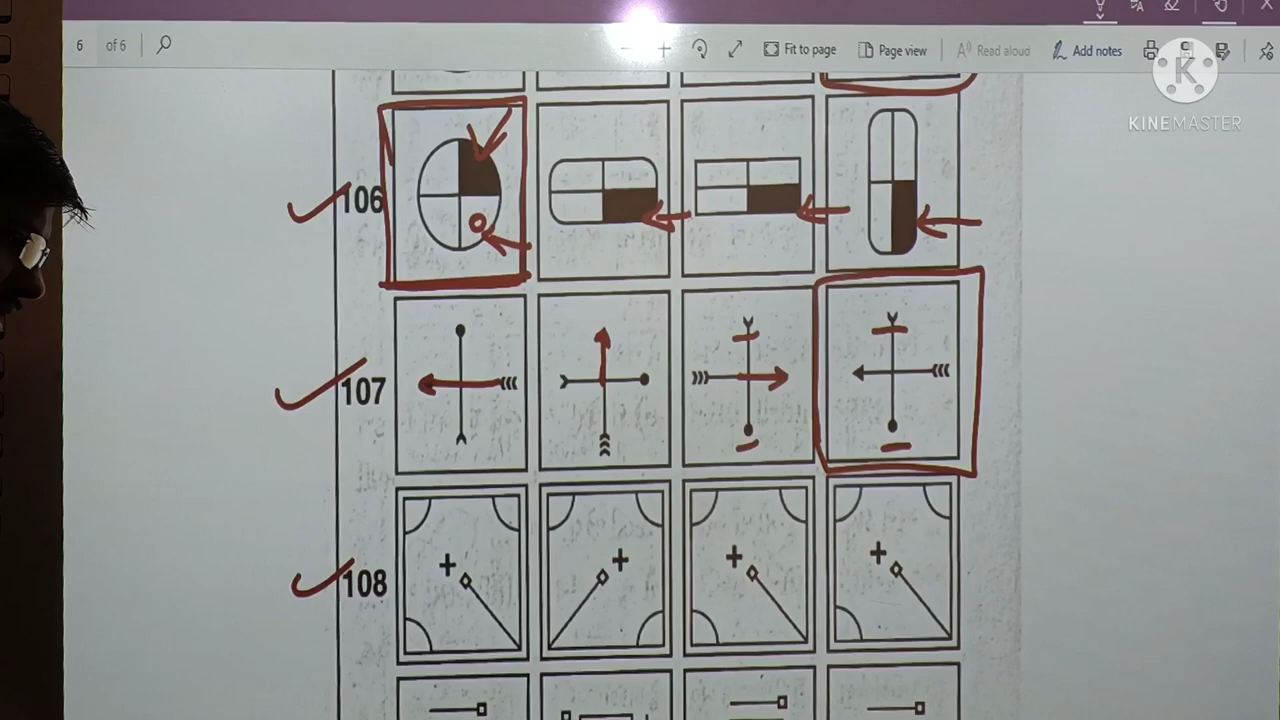 6 of 6 Fit to page Page view Read aloud Add notes
K
KINEMASTER
106
107
108